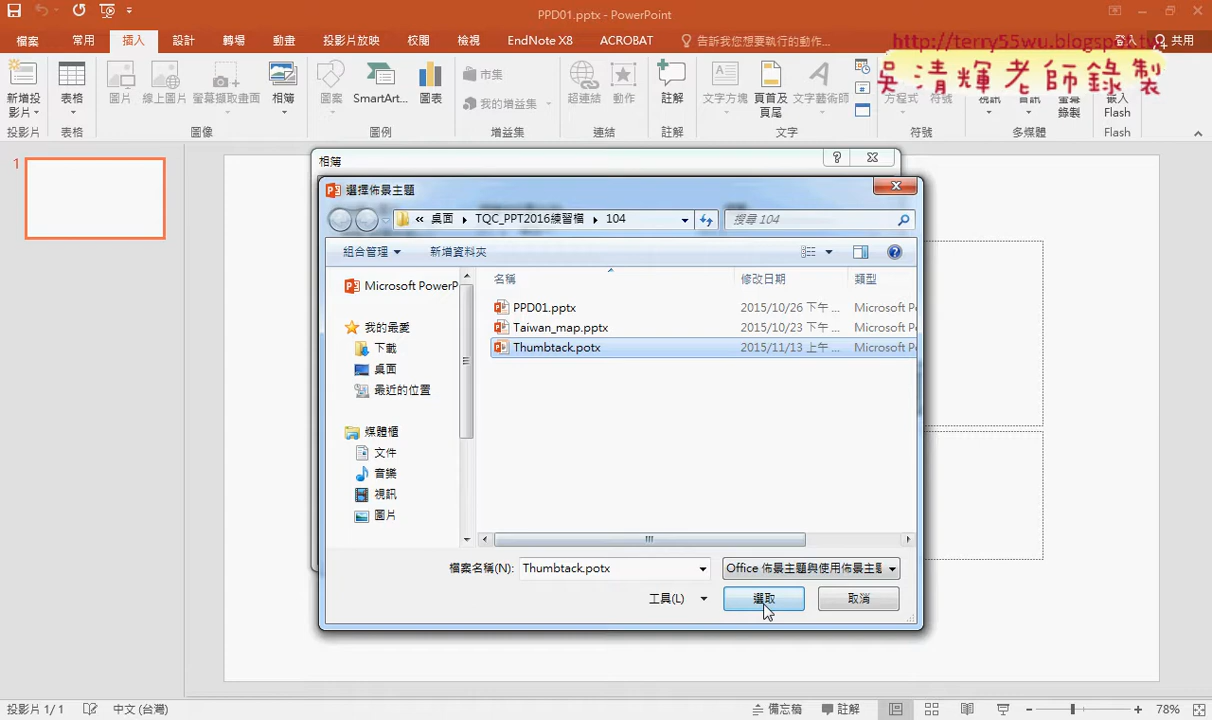 PPD01.pptx - PowerPoint
檔案 常用 插入 設計 轉場 動畫 投影片放映 校閱 檢視 EndNote X8 ACROBAT 告訴我您想要執行的動作... 登入 共用
http://terry55wu.blogspot.tw
吳清輝老師錄製
新增投影片 表格 圖片 線上圖片 螢幕擷取畫面 相簿 圖案 SmartArt... 圖表 市集 我的增益集 超連結 動作 註解 文字方塊 頁首及頁尾 文字藝術師 方程式 符號 視訊 音訊 螢幕錄製 嵌入 Flash
投影片 表格 圖像 圖例 增益集 連結 註解 文字 符號 多媒體 Flash
1
相簿
選擇佈景主題
« 桌面 TQC_PPT2016練習檔 104 搜尋 104
組合管理 新增資料夾
Microsoft PowerP
我的最愛
下載
桌面
最近的位置
媒體櫃
文件
音樂
視訊
圖片
名稱 修改日期 類型
PPD01.pptx 2015/10/26 下午 ... Microsoft P
Taiwan_map.pptx 2015/10/23 下午 ... Microsoft P
Thumbtack.potx 2015/11/13 上午 ... Microsoft P
檔案名稱(N): Thumbtack.potx Office 佈景主題與使用佈景主題
工具(L) 選取 取消
投影片 1/1 中文 (台灣) 備忘稿 註解 78%